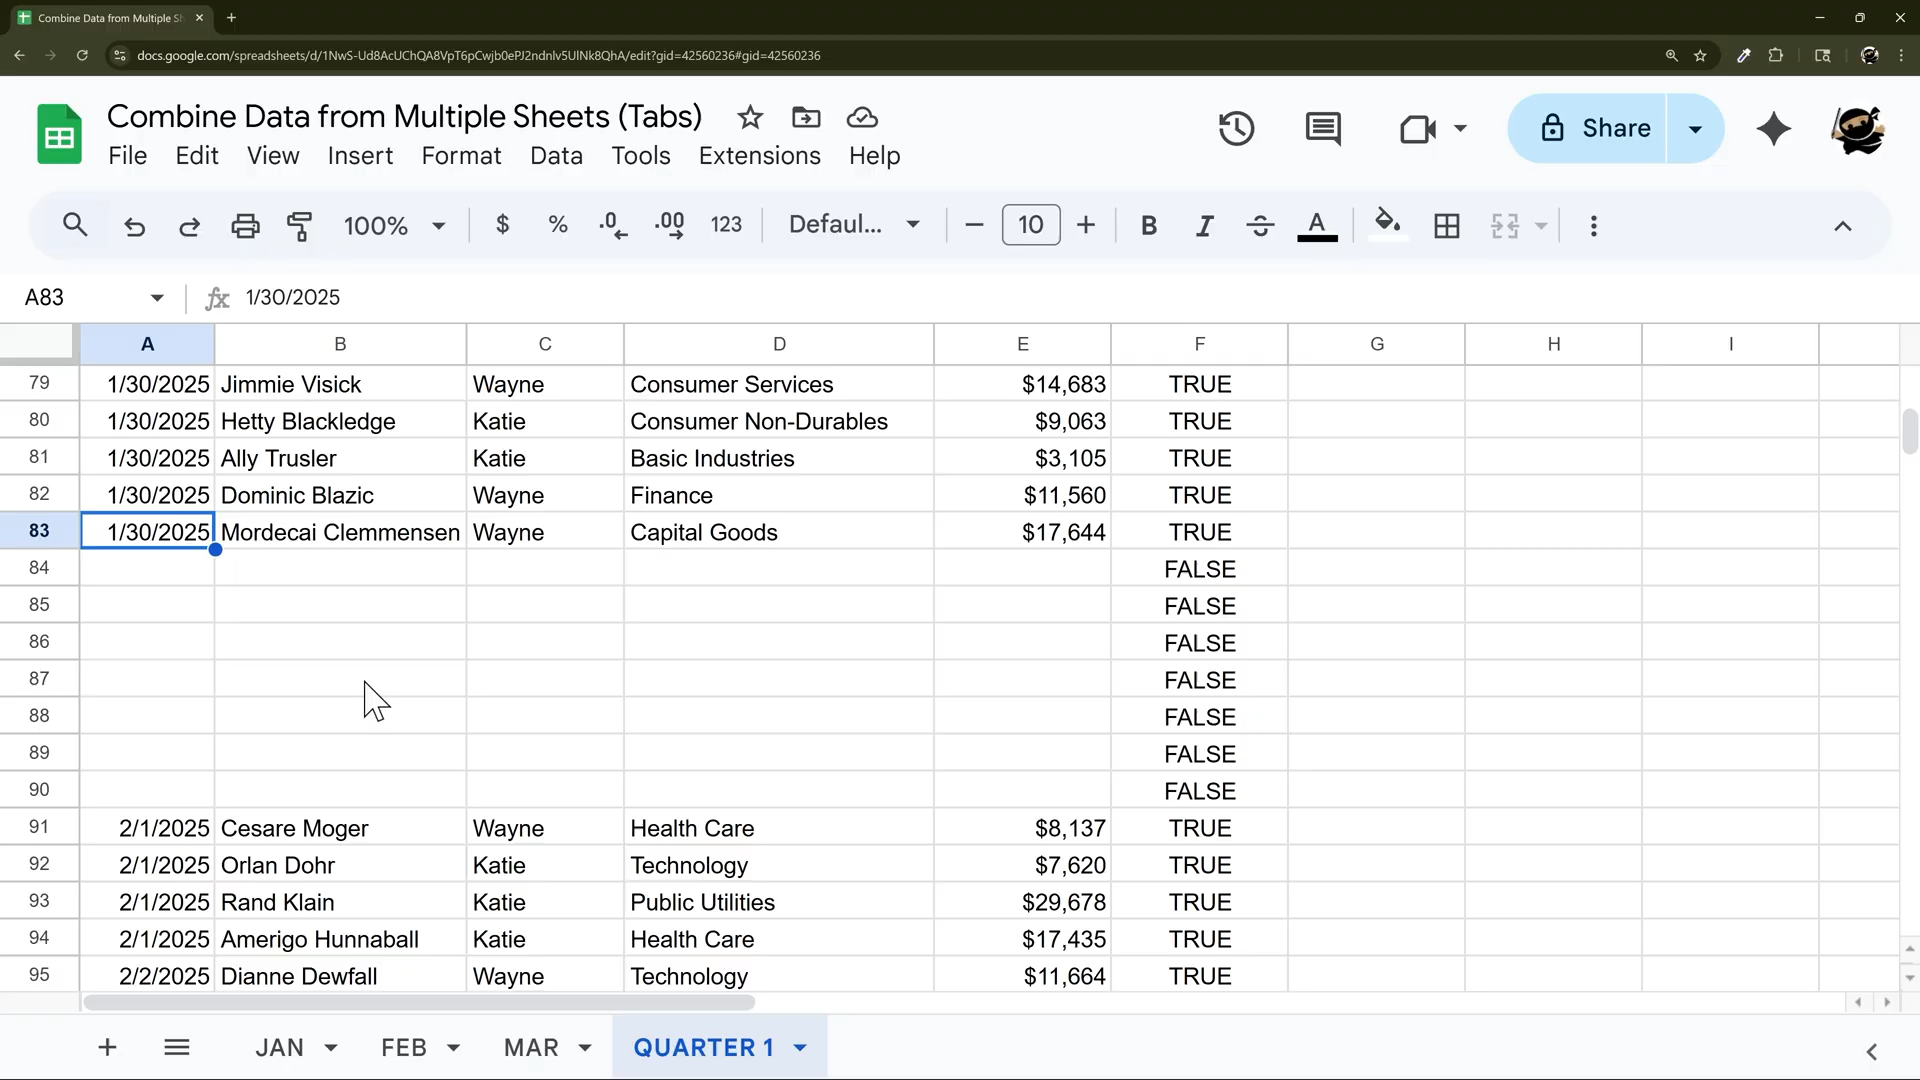 Combine Data from Multiple Sh
docs.google.com/spreadsheets/d/1NwS-Ud8AcUChQA8VpT6pCwjb0ePJ2ndnlv5UlNk8QhA/edit?gid=42560236#gid=42560236
Combine Data from Multiple Sheets (Tabs)
File Edit View Insert Format Data Tools Extensions Help
Share
100% $ % .0 .00 123 Defaul... 10 B I S A
A83 fx 1/30/2025
A B C D E F G H I
79 1/30/2025 Jimmie Visick Wayne Consumer Services $14,683 TRUE
80 1/30/2025 Hetty Blackledge Katie Consumer Non-Durables $9,063 TRUE
81 1/30/2025 Ally Trusler Katie Basic Industries $3,105 TRUE
82 1/30/2025 Dominic Blazic Wayne Finance $11,560 TRUE
83 1/30/2025 Mordecai Clemmensen Wayne Capital Goods $17,644 TRUE
84 FALSE
85 FALSE
86 FALSE
87 FALSE
88 FALSE
89 FALSE
90 FALSE
91 2/1/2025 Cesare Moger Wayne Health Care $8,137 TRUE
92 2/1/2025 Orlan Dohr Katie Technology $7,620 TRUE
93 2/1/2025 Rand Klain Katie Public Utilities $29,678 TRUE
94 2/1/2025 Amerigo Hunnaball Katie Health Care $17,435 TRUE
95 2/2/2025 Dianne Dewfall Wayne Technology $11,664 TRUE
JAN FEB MAR QUARTER 1